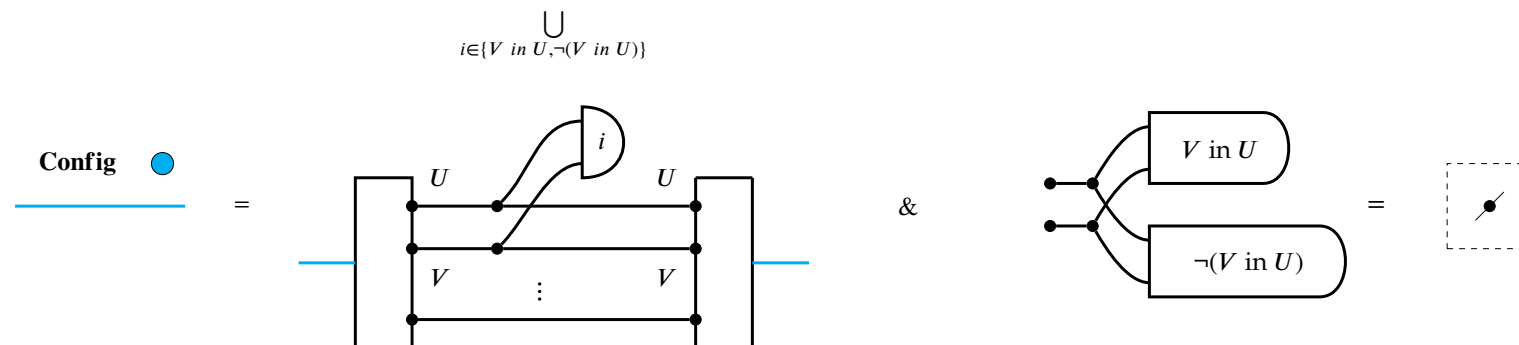 ⋃
i∈{V in U,¬(V in U)}
i
V in U
Config
U U
= & =
V V
¬(V in U)
⋮